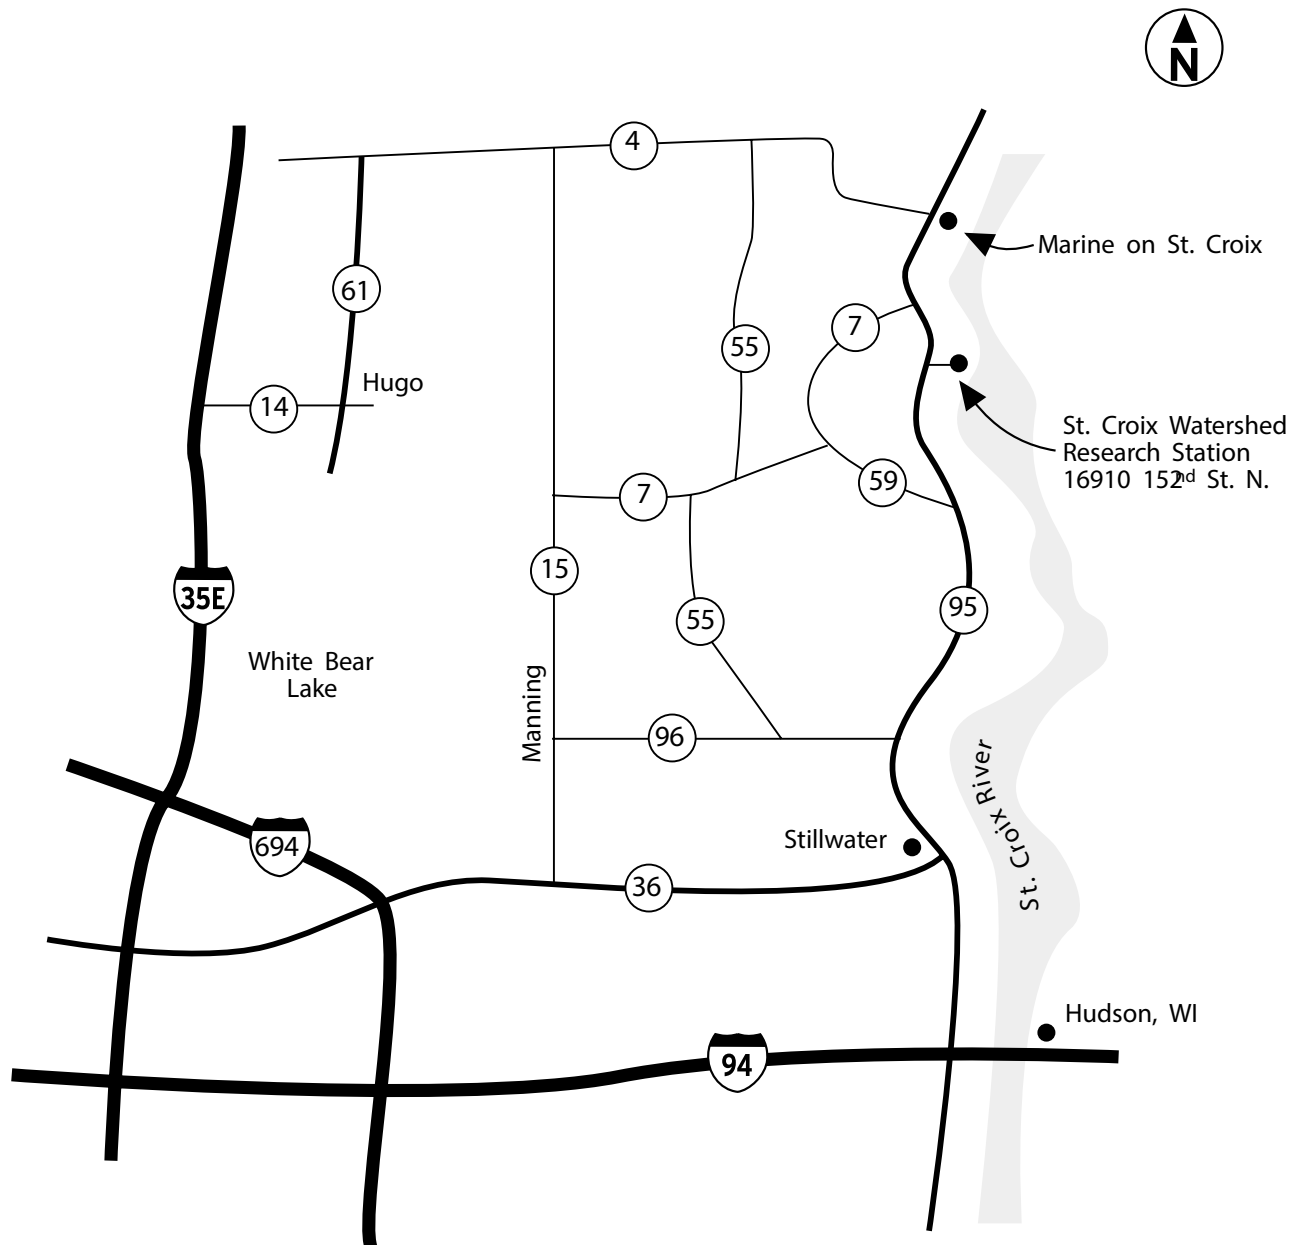 N
4
Marine on St. Croix
61
7
55
Hugo
14
St. Croix Watershed
Research Station
16910 152nd St. N.
59
7
15
35E
95
55
White Bear
Lake
Manning
96
St. Croix River
694
Stillwater
36
Hudson, WI
94